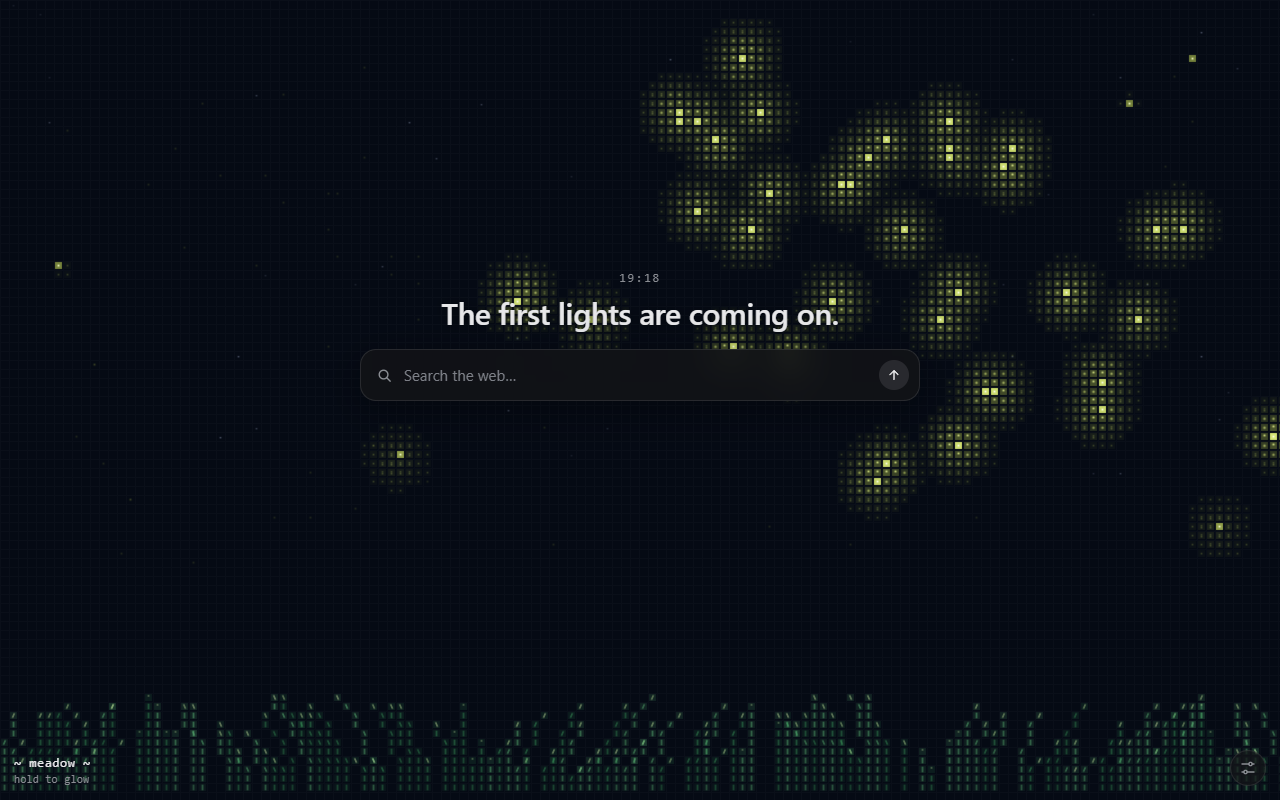 19:18
The first lights are coming on.
Search the web...
~ meadow ~
hold to glow